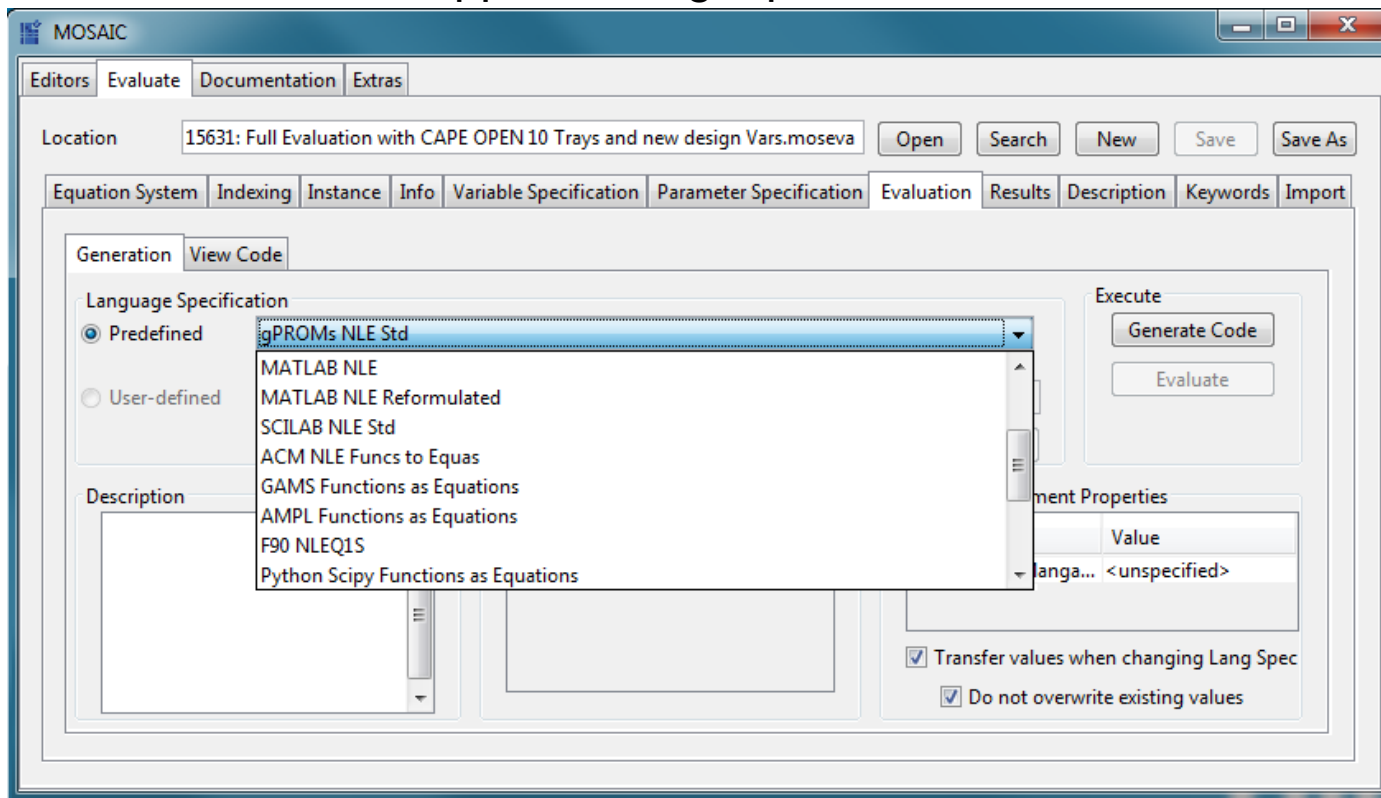 MOSAIC
Editors Evaluate Documentation Extras
Location 15631: Full Evaluation with CAPE OPEN 10 Trays and new design Vars.moseva Open Search New Save Save As
Equation System Indexing Instance Info Variable Specification Parameter Specification Evaluation Results Description Keywords Import
Generation View Code
Language Specification Execute
Predefined gPROMs NLE Std Generate Code
MATLAB NLE
Evaluate
User-defined MATLAB NLE Reformulated
SCILAB NLE Std
ACM NLE Funcs to Equas
Description GAMS Functions as Equations ment Properties
AMPL Functions as Equations
F90 NLEQ1S Value
Python Scipy Functions as Equations langa... <unspecified>
Transfer values when changing Lang Spec
Do not overwrite existing values